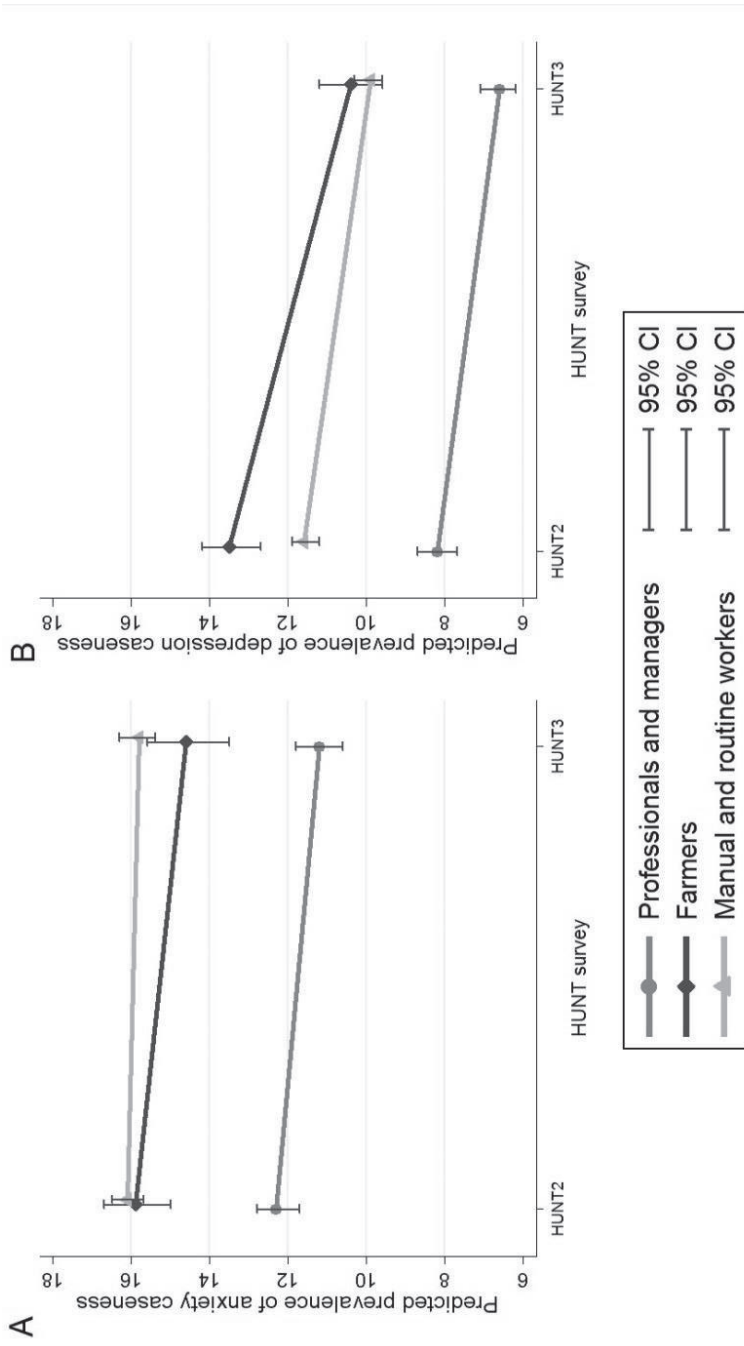 A
Predicted prevalence of anxiety caseness
18
16
14
12
10
8
6
HUNT2
HUNT3
HUNT survey
B
Predicted prevalence of depression caseness
18
16
14
12
10
8
6
HUNT2
HUNT3
HUNT survey
Professionals and managers 95% CI
Farmers 95% CI
Manual and routine workers 95% CI